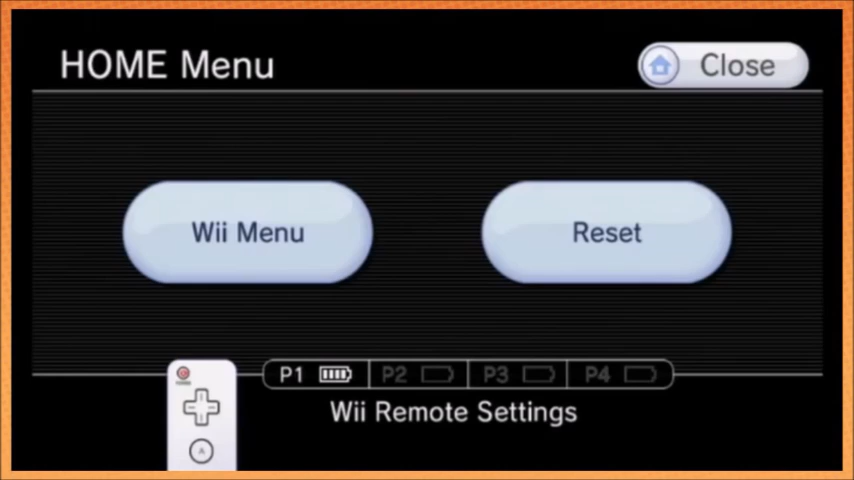 HOME Menu
Close
Wii Menu
Reset
P1 P2 P3 P4
Wii Remote Settings
A